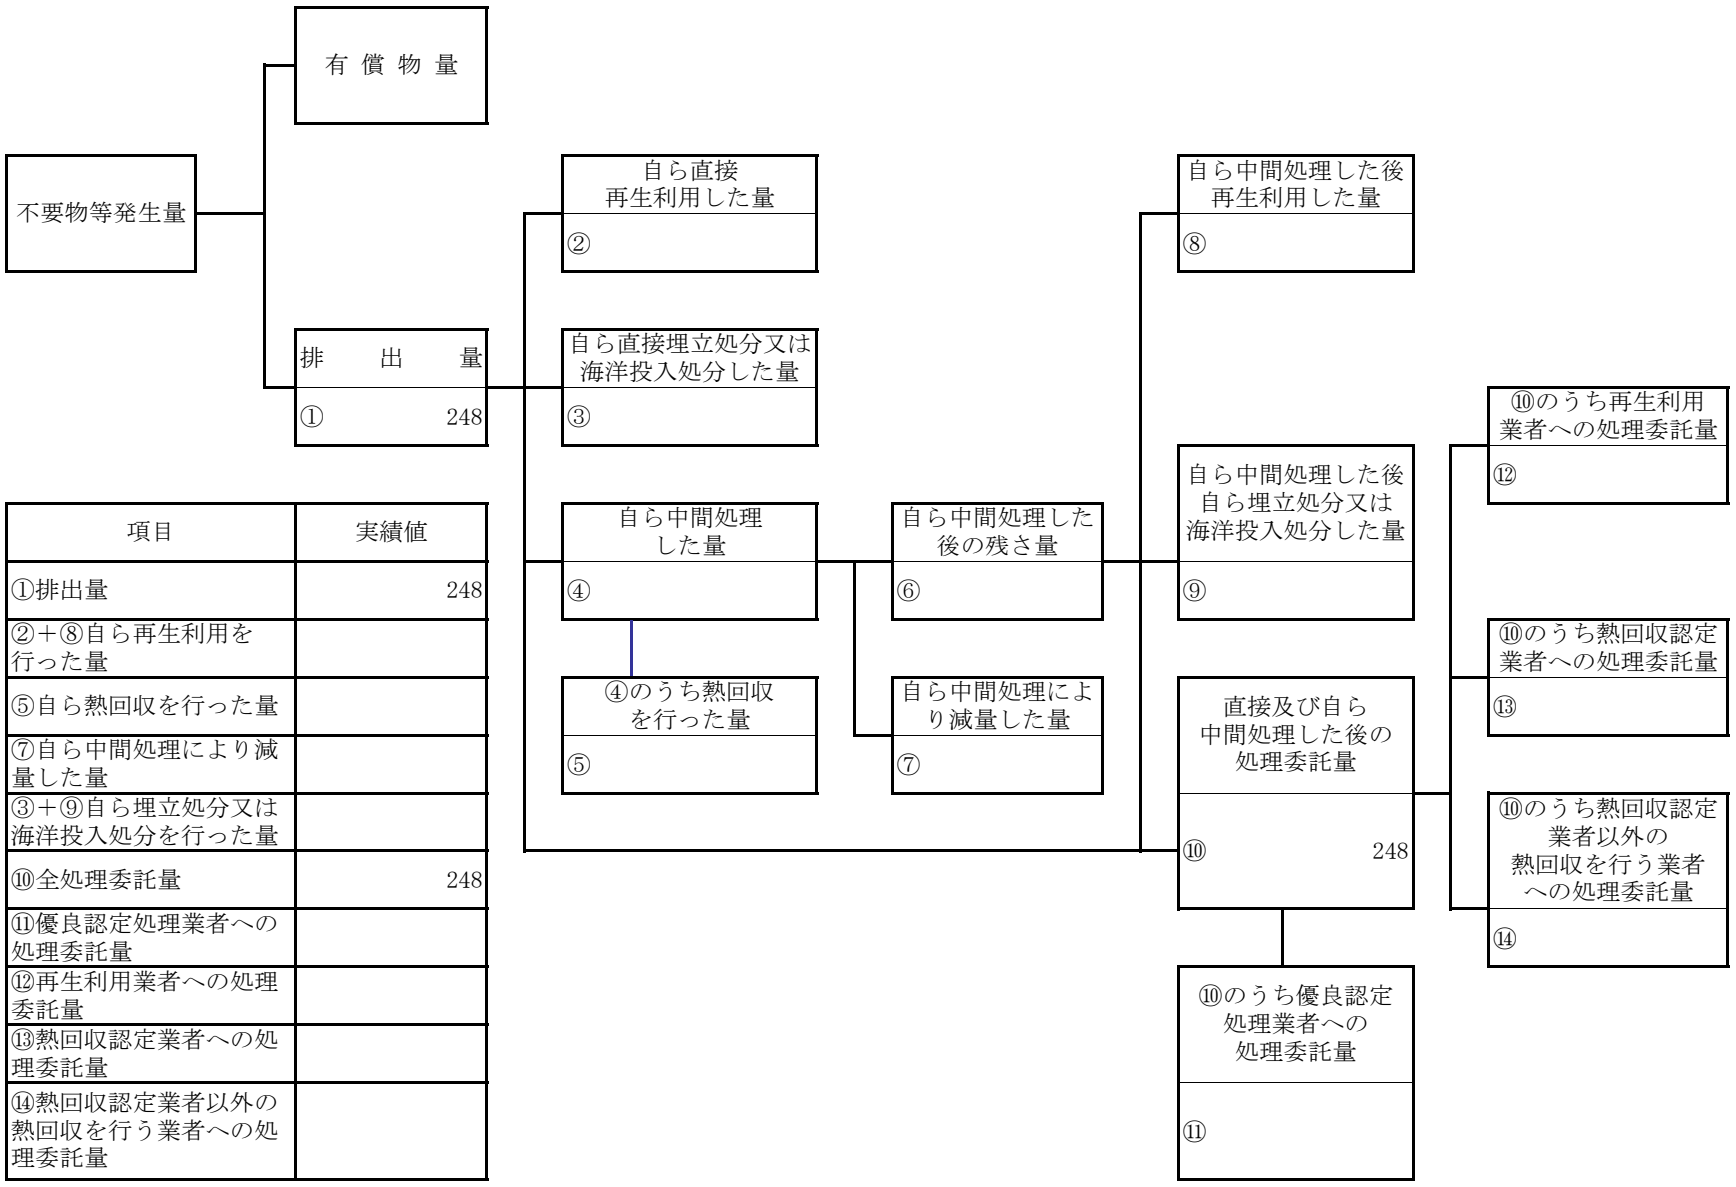 有償物量
不要物等発生量
排出量
① 248
自ら直接
再生利用した量
②
自ら直接埋立処分又は
海洋投入処分した量
③
自ら中間処理
した量
④
④のうち熱回収
を行った量
⑤
自ら中間処理した
後の残さ量
⑥
自ら中間処理によ
り減量した量
⑦
自ら中間処理した後
再生利用した量
⑧
自ら中間処理した後
自ら埋立処分又は
海洋投入処分した量
⑨
直接及び自ら
中間処理した後の
処理委託量
⑩ 248
⑩のうち優良認定
処理業者への
処理委託量
⑪
⑩のうち再生利用
業者への処理委託量
⑫
⑩のうち熱回収認定
業者への処理委託量
⑬
⑩のうち熱回収認定
業者以外の
熱回収を行う業者
への処理委託量
⑭
項目 実績値
①排出量 248
②+⑧自ら再生利用を
行った量
⑤自ら熱回収を行った量
⑦自ら中間処理により減
量した量
③+⑨自ら埋立処分又は
海洋投入処分を行った量
⑩全処理委託量 248
⑪優良認定処理業者への
処理委託量
⑫再生利用業者への処理
委託量
⑬熱回収認定業者への処
理委託量
⑭熱回収認定業者以外の
熱回収を行う業者への処
理委託量